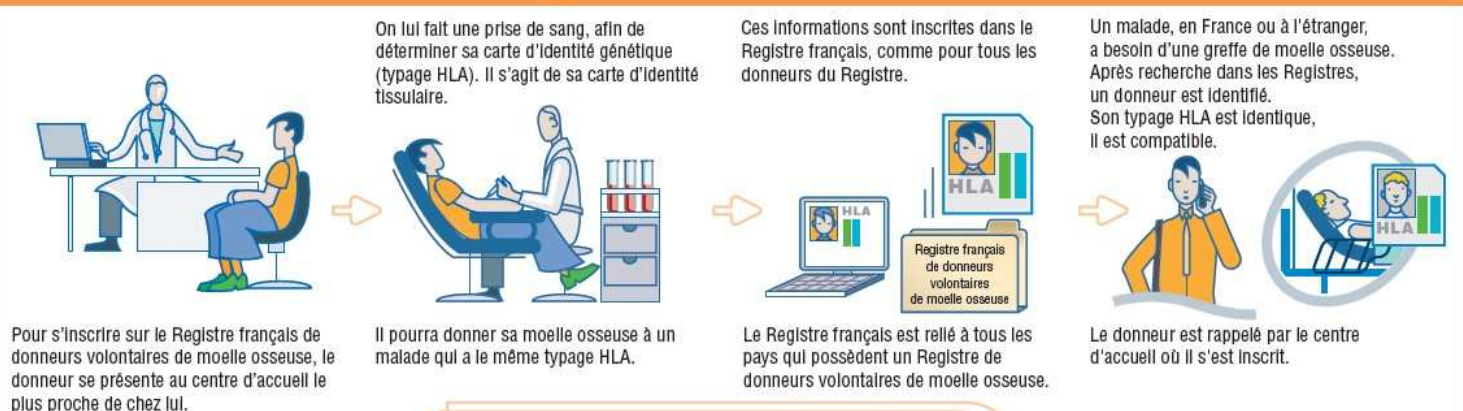 Pour s'inscrire sur le Registre français de
donneurs volontaires de moelle osseuse, le
donneur se présente au centre d'accueil le
plus proche de chez lui.
On lui fait une prise de sang, afin de
déterminer sa carte d'identité génétique
(typage HLA). Il s'agit de sa carte d'identité
tissulaire.
Il pourra donner sa moelle osseuse à un
malade qui a le même typage HLA.
Ces informations sont inscrites dans le
Registre français, comme pour tous les
donneurs du Registre.
HLA
HLA
Registre français
de donneurs
volontaires
de moelle osseuse
Le Registre français est relié à tous les
pays qui possèdent un Registre de
donneurs volontaires de moelle osseuse.
Un malade, en France ou à l'étranger,
a besoin d'une greffe de moelle osseuse.
Après recherche dans les Registres,
un donneur est identifié.
Son typage HLA est identique,
il est compatible.
HLA
Le donneur est rappelé par le centre
d'accueil où il s'est inscrit.